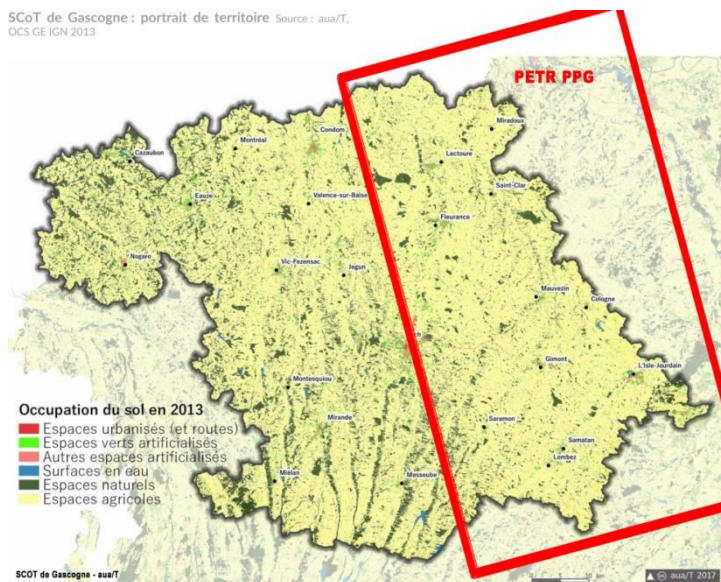 SCoT de Gascogne : portrait de territoire Source : aua/T,
OCS GE IGN 2013
PETR PPG
Miradoux
Condom
Montréal
Cazaubon
Lectoure
Saint-Clar
Eauze
Valence-sur-Baïse
Fleurance
Nogaro
Vic-Fezensac
Jegun
Mauvezin
Cologne
Gimont
L'Isle-Jourdain
Montesquiou
Mirande
Saramon
Samatan
Lombez
Miélan
Masseube
Occupation du sol en 2013
Espaces urbanisés (et routes)
Espaces verts artificialisés
Autres espaces artificialisés
Surfaces en eau
Espaces naturels
Espaces agricoles
SCOT de Gascogne - aua/T
aua/T 2017